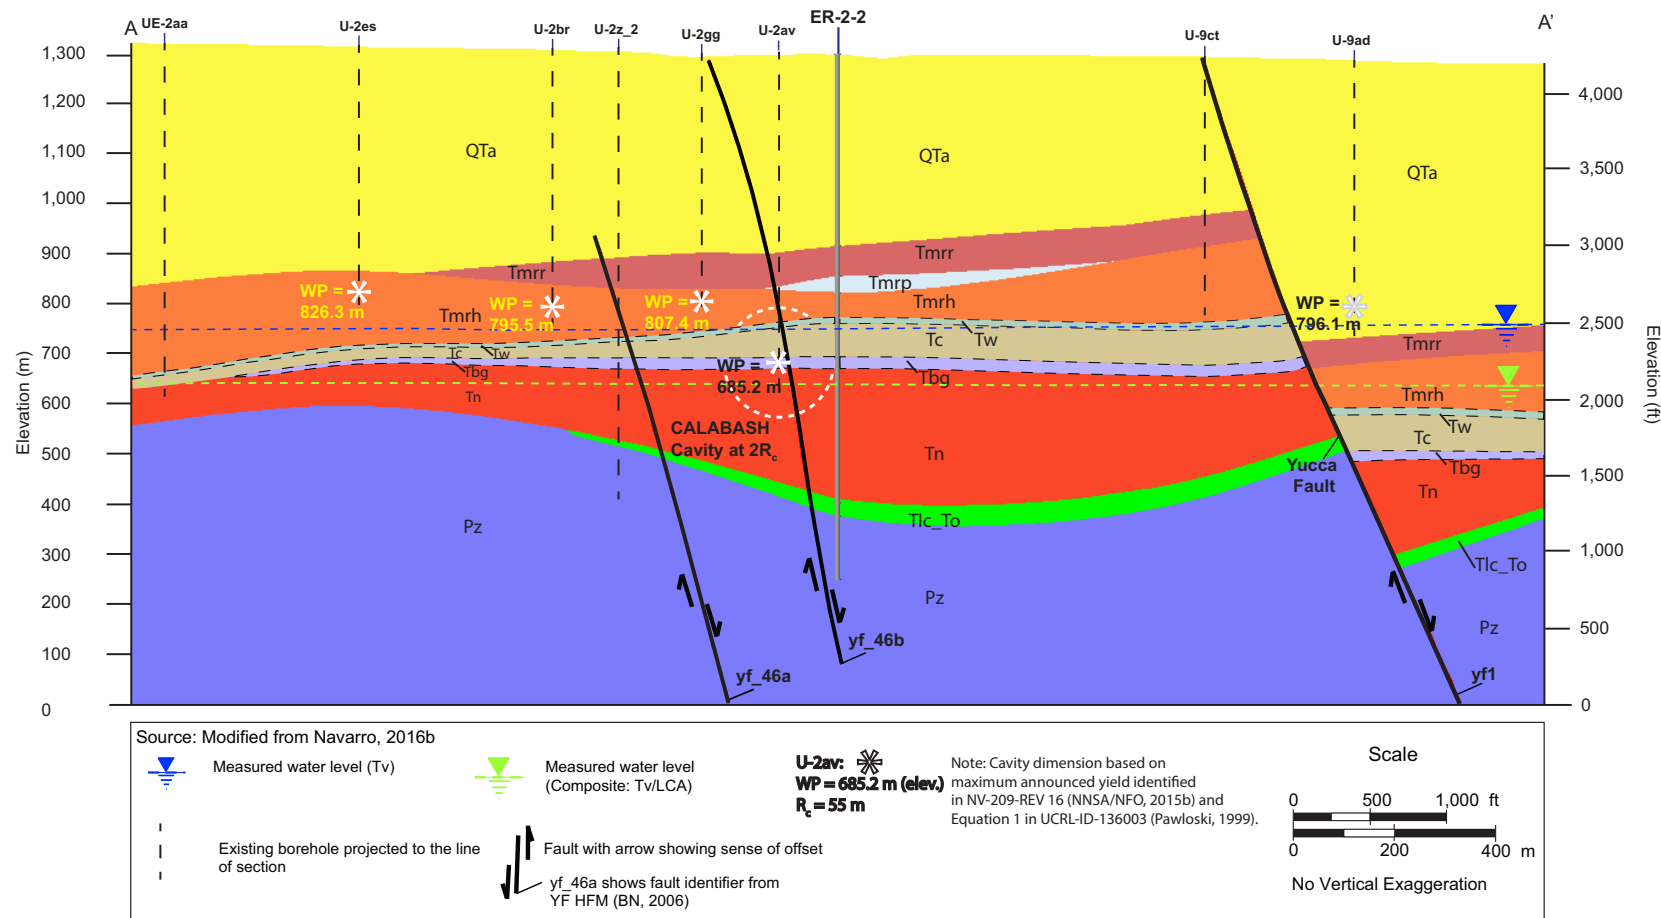 A
UE-2aa
U-2es
U-2br
U-2z_2
U-2gg
U-2av
ER-2-2
U-9ct
U-9ad
A'
1,300
1,200
1,100
1,000
900
800
700
600
500
400
300
200
100
0
Elevation (m)
4,000
3,500
3,000
2,500
2,000
1,500
1,000
500
0
Elevation (ft)
QTa
QTa
QTa
Tmrr
Tmrr
Tmrp
Tmrh
Tmrh
Tmrr
Tmrh
WP =
826.3 m
WP =
795.5 m
WP =
807.4 m
WP =
796.1 m
WP =
685.2 m
Tc
Tw
Tbg
Tn
Tc
Tw
Tbg
Tn
Tw
Tc
Tbg
Tn
CALABASH
Cavity at 2Rc
Yucca
Fault
Tlc_To
Tlc_To
Pz
Pz
Pz
yf_46a
yf_46b
yf1
Source: Modified from Navarro, 2016b
Measured water level (Tv)
Measured water level
(Composite: Tv/LCA)
Existing borehole projected to the line
of section
Fault with arrow showing sense of offset
yf_46a shows fault identifier from
YF HFM (BN, 2006)
U-2av:
WP = 685.2 m (elev.)
Rc = 55 m
Note: Cavity dimension based on
maximum announced yield identified
in NV-209-REV 16 (NNSA/NFO, 2015b) and
Equation 1 in UCRL-ID-136003 (Pawloski, 1999).
Scale
0 500 1,000 ft
0 200 400 m
No Vertical Exaggeration